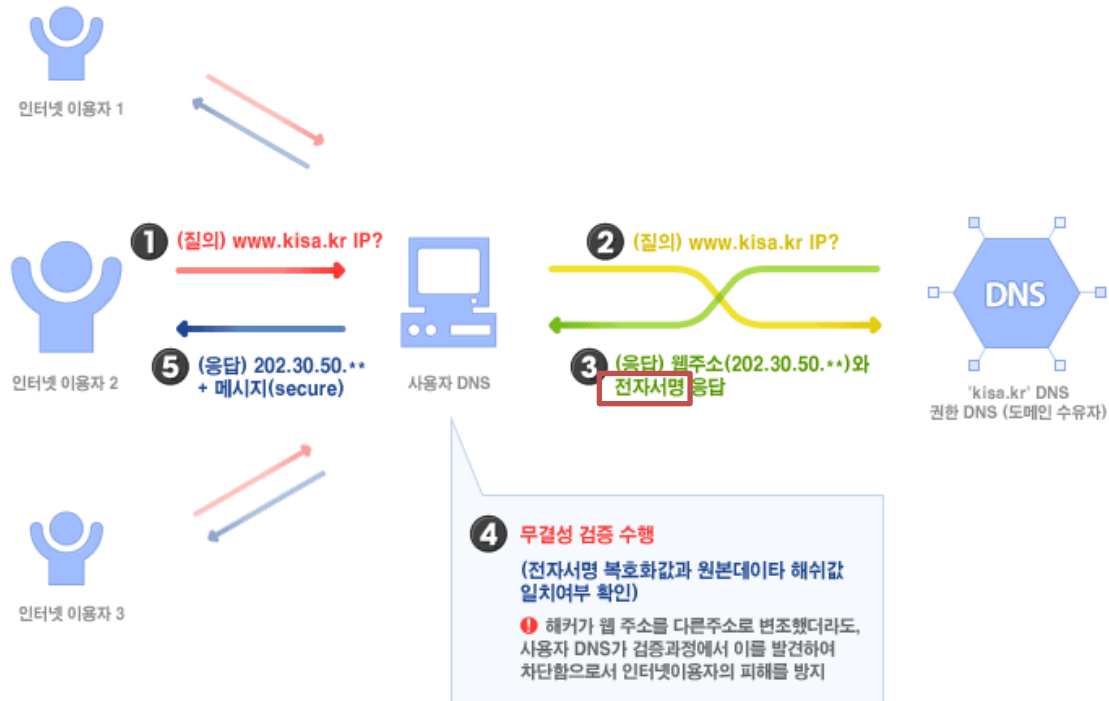 인터넷 이용자 1
1 (질의) www.kisa.kr IP?
2 (질의) www.kisa.kr IP?
DNS
인터넷 이용자 2
5 (응답) 202.30.50.**
+ 메시지(secure)
사용자 DNS
3 (응답) 웹주소(202.30.50.**)와
전자서명 응답
'kisa.kr' DNS
권한 DNS (도메인 수유자)
4 무결성 검증 수행
(전자서명 복호화값과 원본데이타 해쉬값
일치여부 확인)
! 해커가 웹 주소를 다른주소로 변조했더라도,
사용자 DNS가 검증과정에서 이를 발견하여
차단함으로서 인터넷이용자의 피해를 방지
인터넷 이용자 3